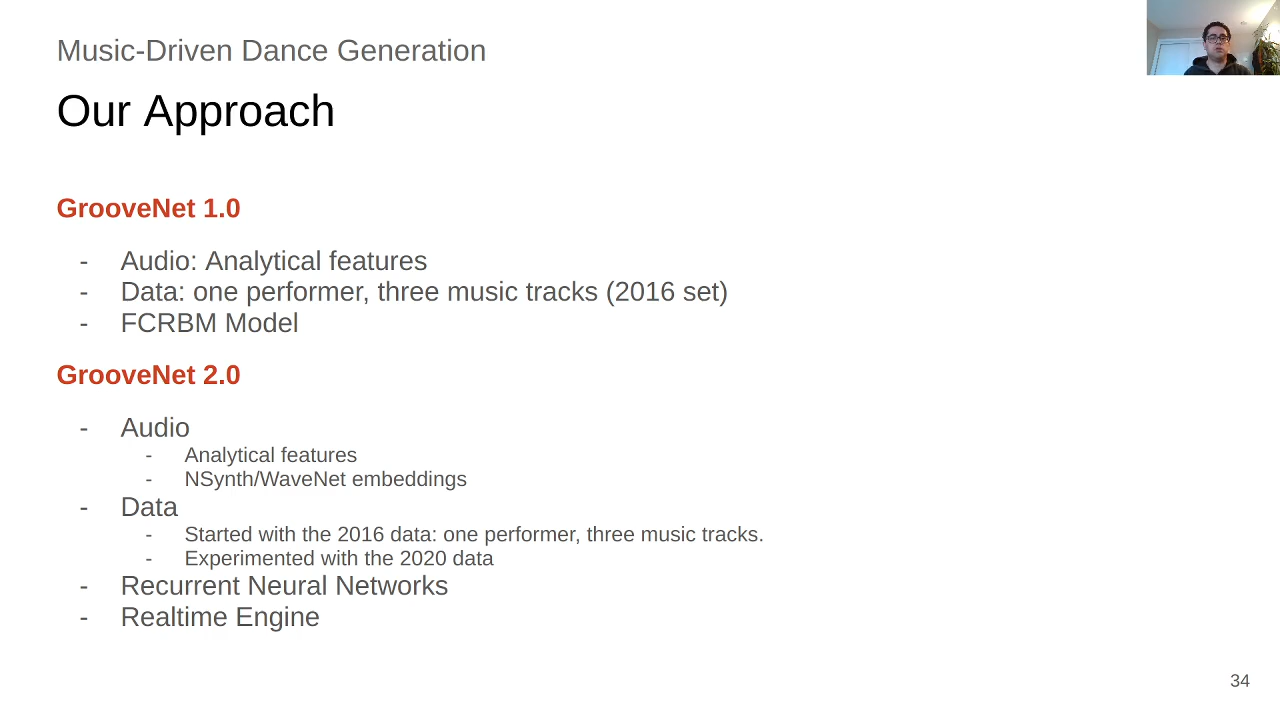 Music-Driven Dance Generation
Our Approach
GrooveNet 1.0
- Audio: Analytical features
- Data: one performer, three music tracks (2016 set)
- FCRBM Model
GrooveNet 2.0
- Audio
- Analytical features
- NSynth/WaveNet embeddings
- Data
- Started with the 2016 data: one performer, three music tracks.
- Experimented with the 2020 data
- Recurrent Neural Networks
- Realtime Engine
34